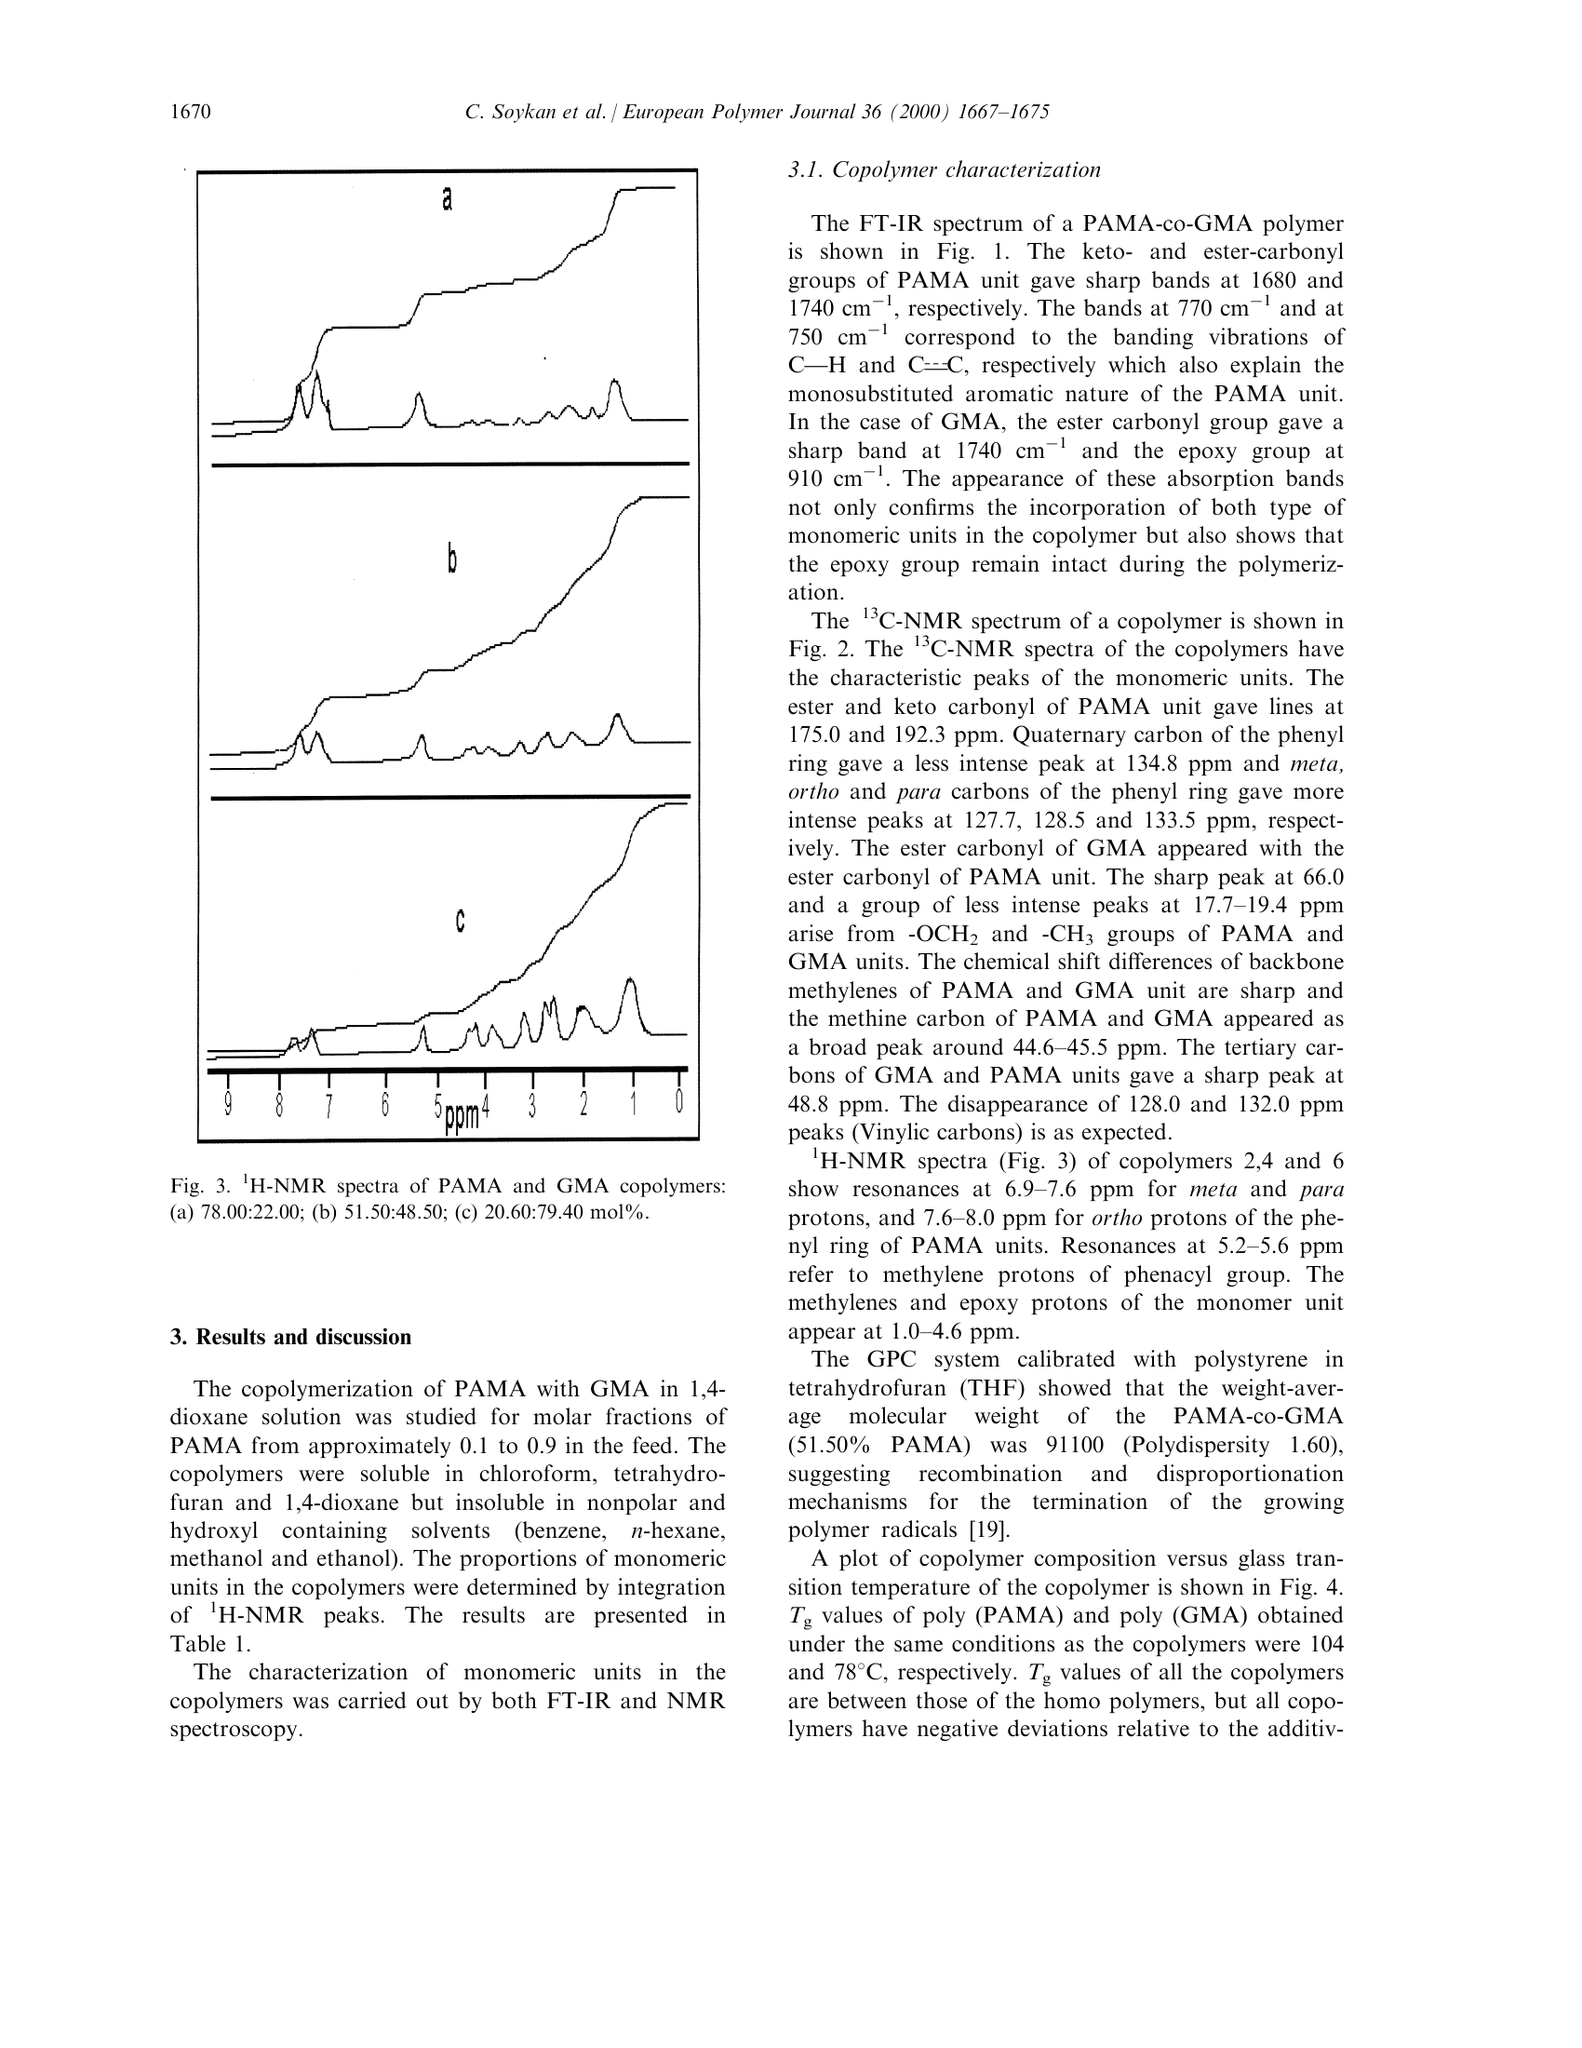 1670
C. Soykan et al. / European Polymer Journal 36 (2000) 1667–1675
a
b
c
9 8 7 6 5 4 3 2 1 0
ppm
Fig. 3. ¹H-NMR spectra of PAMA and GMA copolymers:
(a) 78.00:22.00; (b) 51.50:48.50; (c) 20.60:79.40 mol%.
3. Results and discussion
The copolymerization of PAMA with GMA in 1,4-
dioxane solution was studied for molar fractions of
PAMA from approximately 0.1 to 0.9 in the feed. The
copolymers were soluble in chloroform, tetrahydro-
furan and 1,4-dioxane but insoluble in nonpolar and
hydroxyl containing solvents (benzene, n-hexane,
methanol and ethanol). The proportions of monomeric
units in the copolymers were determined by integration
of ¹H-NMR peaks. The results are presented in
Table 1.
The characterization of monomeric units in the
copolymers was carried out by both FT-IR and NMR
spectroscopy.
3.1. Copolymer characterization
The FT-IR spectrum of a PAMA-co-GMA polymer
is shown in Fig. 1. The keto- and ester-carbonyl
groups of PAMA unit gave sharp bands at 1680 and
1740 cm⁻¹, respectively. The bands at 770 cm⁻¹ and at
750 cm⁻¹ correspond to the banding vibrations of
C—H and C=C, respectively which also explain the
monosubstituted aromatic nature of the PAMA unit.
In the case of GMA, the ester carbonyl group gave a
sharp band at 1740 cm⁻¹ and the epoxy group at
910 cm⁻¹. The appearance of these absorption bands
not only confirms the incorporation of both type of
monomeric units in the copolymer but also shows that
the epoxy group remain intact during the polymeriz-
ation.
The ¹³C-NMR spectrum of a copolymer is shown in
Fig. 2. The ¹³C-NMR spectra of the copolymers have
the characteristic peaks of the monomeric units. The
ester and keto carbonyl of PAMA unit gave lines at
175.0 and 192.3 ppm. Quaternary carbon of the phenyl
ring gave a less intense peak at 134.8 ppm and meta,
ortho and para carbons of the phenyl ring gave more
intense peaks at 127.7, 128.5 and 133.5 ppm, respect-
ively. The ester carbonyl of GMA appeared with the
ester carbonyl of PAMA unit. The sharp peak at 66.0
and a group of less intense peaks at 17.7–19.4 ppm
arise from -OCH₂ and -CH₃ groups of PAMA and
GMA units. The chemical shift differences of backbone
methylenes of PAMA and GMA unit are sharp and
the methine carbon of PAMA and GMA appeared as
a broad peak around 44.6–45.5 ppm. The tertiary car-
bons of GMA and PAMA units gave a sharp peak at
48.8 ppm. The disappearance of 128.0 and 132.0 ppm
peaks (Vinylic carbons) is as expected.
¹H-NMR spectra (Fig. 3) of copolymers 2,4 and 6
show resonances at 6.9–7.6 ppm for meta and para
protons, and 7.6–8.0 ppm for ortho protons of the phe-
nyl ring of PAMA units. Resonances at 5.2–5.6 ppm
refer to methylene protons of phenacyl group. The
methylenes and epoxy protons of the monomer unit
appear at 1.0–4.6 ppm.
The GPC system calibrated with polystyrene in
tetrahydrofuran (THF) showed that the weight-aver-
age molecular weight of the PAMA-co-GMA
(51.50% PAMA) was 91100 (Polydispersity 1.60),
suggesting recombination and disproportionation
mechanisms for the termination of the growing
polymer radicals [19].
A plot of copolymer composition versus glass tran-
sition temperature of the copolymer is shown in Fig. 4.
Tg values of poly (PAMA) and poly (GMA) obtained
under the same conditions as the copolymers were 104
and 78°C, respectively. Tg values of all the copolymers
are between those of the homo polymers, but all copo-
lymers have negative deviations relative to the additiv-